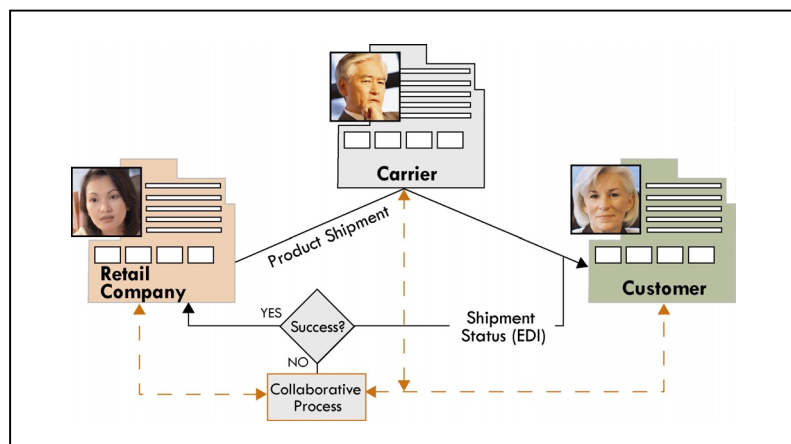 Carrier
Retail
Company
Product Shipment
Customer
YES
Success?
Shipment
Status (EDI)
NO
Collaborative
Process